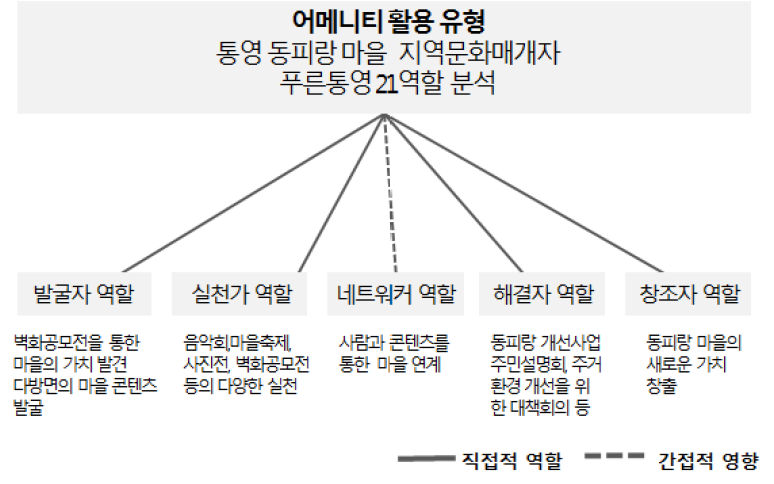 어메니티 활용 유형
통영 동피랑 마을 지역문화매개자
푸른통영21역할 분석
발굴자 역할
실천가 역할
네트워커 역할
해결자 역할
창조자 역할
벽화공모전을 통한
마을의 가치 발견
다방면의 마을 콘텐츠
발굴
음악회,마을축제,
사진전, 벽화공모전
등의 다양한 실천
사람과 콘텐츠를
통한 마을 연계
동피랑 개선사업
주민설명회, 주거
환경 개선을 위
한 대책회의 등
동피랑 마을의
새로운 가치
창출
직접적 역할
간접적 영향